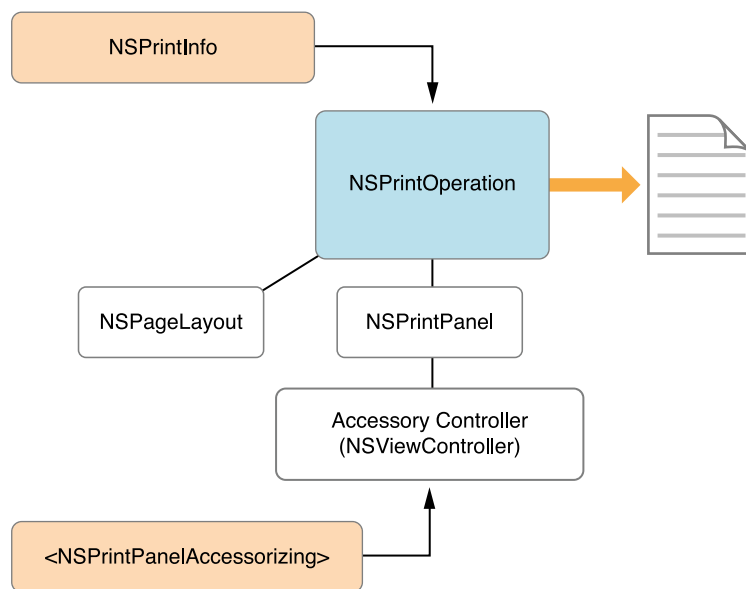 NSPrintInfo
NSPrintOperation
NSPageLayout
NSPrintPanel
Accessory Controller
(NSViewController)
<NSPrintPanelAccessorizing>